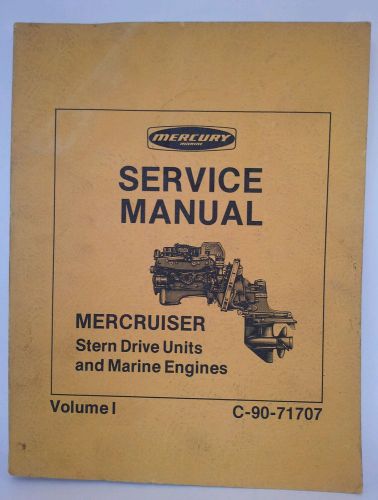 MERCURY
MARINE
SERVICE
MANUAL
MERCRUISER
Stern Drive Units
and Marine Engines
Volume I
C-90-71707